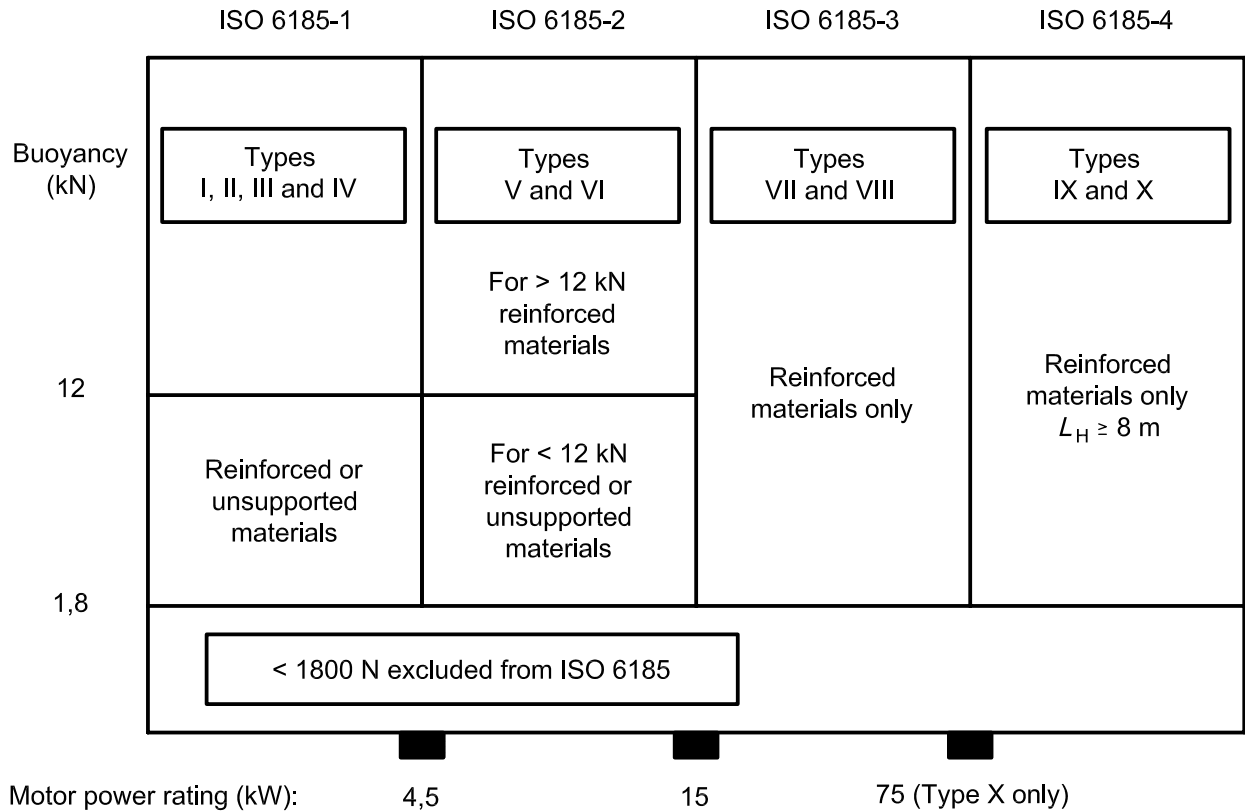 ISO 6185-1
ISO 6185-2
ISO 6185-3
ISO 6185-4
Buoyancy
(kN)
Types
I, II, III and IV
Types
V and VI
Types
VII and VIII
Types
IX and X
For > 12 kN
reinforced
materials
12
Reinforced
materials only
Reinforced
materials only
L H ≥ 8 m
Reinforced or
unsupported
materials
For < 12 kN
reinforced or
unsupported
materials
1,8
< 1800 N excluded from ISO 6185
Motor power rating (kW):
4,5
15
75 (Type X only)